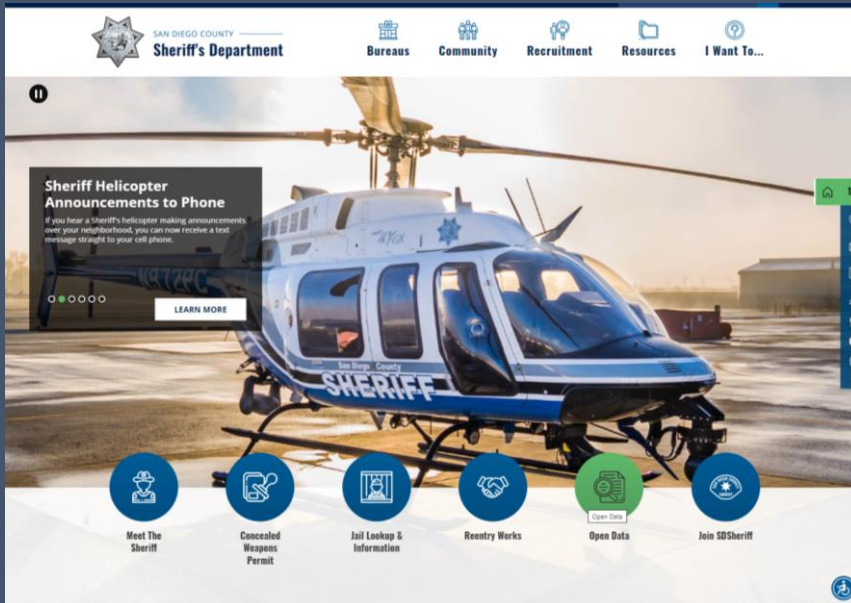 SAN DIEGO COUNTY
Sheriff's Department
Bureaus
Community
Recruitment
Resources
I Want To...
Sheriff Helicopter
Announcements to Phone
If you hear a Sheriff's helicopter making announcements
over your neighborhood, you can now receive a text
message straight to your cell phone.
LEARN MORE
San Diego County
SHERIFF
Meet The
Sheriff
Concealed
Weapons
Permit
Jail Lookup &
Information
Reentry Works
Open Data
Open Data
Join SDSheriff